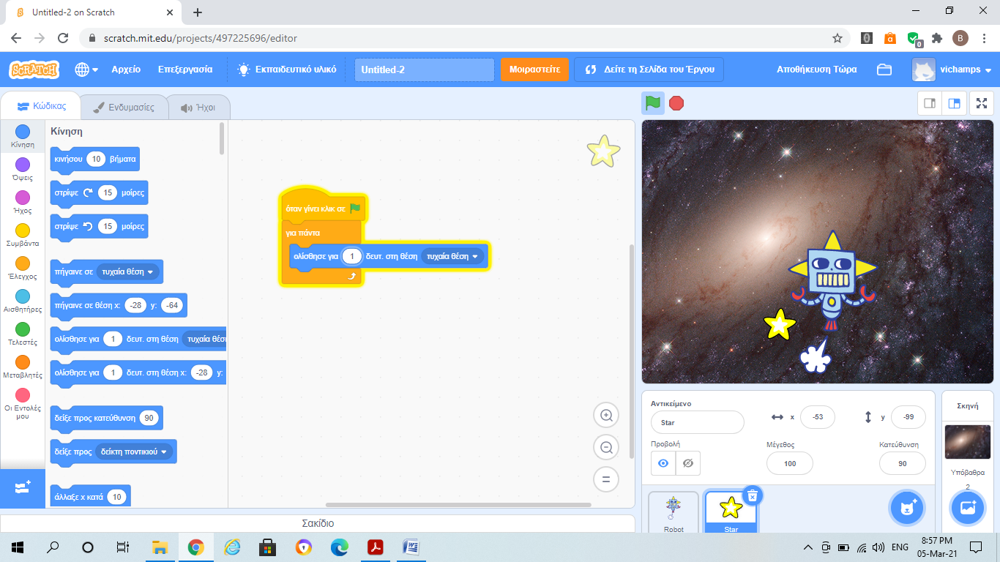 Untitled-2 on Scratch
scratch.mit.edu/projects/497225696/editor
0
B
SCRATCH
Αρχείο
Επεξεργασία
Εκπαιδευτικό υλικό
Untitled-2
Μοιραστείτε
Δείτε τη Σελίδα του Έργου
Αποθήκευση Τώρα
vichamps
Κώδικας
Ενδυμασίες
Ήχοι
Κίνηση
Όψεις
Ήχος
Συμβάντα
Έλεγχος
Αισθητήρες
Τελεστές
Μεταβλητές
Οι Εντολές
μου
Κίνηση
κινήσου 10 βήματα
στρίψε 15 μοίρες
στρίψε 15 μοίρες
πήγαινε σε τυχαία θέση
πήγαινε σε θέση x: -28 y: -64
ολίσθησε για 1 δευτ. στη θέση τυχαία θέση
ολίσθησε για 1 δευτ. στη θέση x: -28 y:
δείξε προς κατεύθυνση 90
δείξε προς δείκτη ποντικιού
άλλαξε x κατά 10
όταν γίνει κλικ σε
για πάντα
ολίσθησε για 1 δευτ. στη θέση τυχαία θέση
Σακίδιο
Αντικείμενο
Star
x -53
y -99
Προβολή
Μέγεθος
100
Κατεύθυνση
90
Robot
Star
Σκηνή
Υπόβαθρα
2
ENG
8:57 PM
05-Mar-21